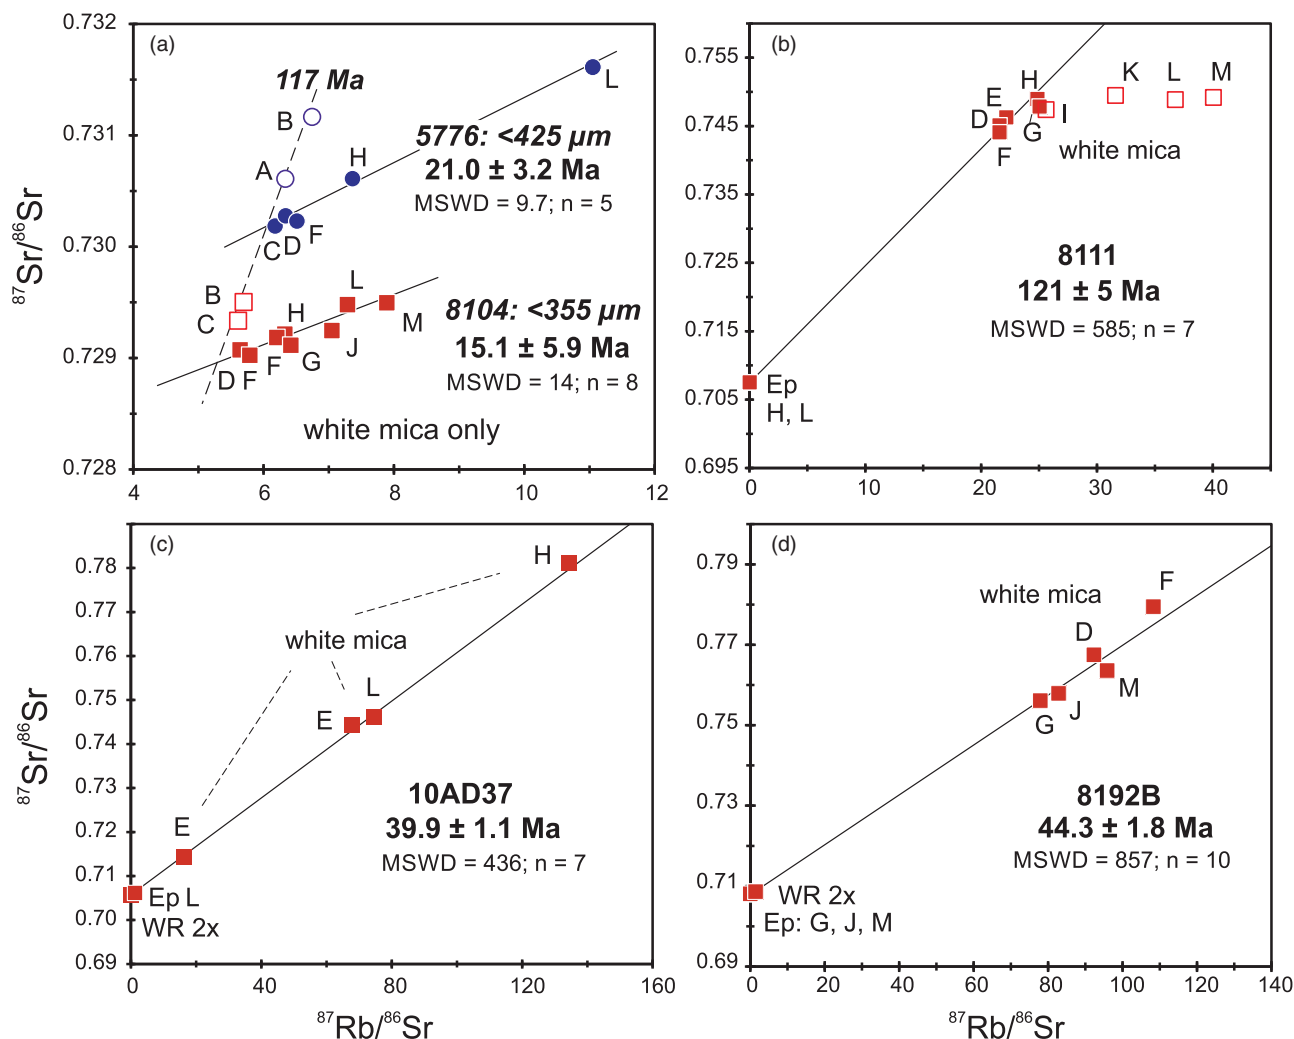 (a)
0.732
0.731
0.730
0.729
0.728
⁸⁷Sr/⁸⁶Sr
117 Ma
B
A
H
L
5776: <425 µm
21.0 ± 3.2 Ma
MSWD = 9.7; n = 5
C D F
B
C
H
L
8104: <355 µm
15.1 ± 5.9 Ma
MSWD = 14; n = 8
D F F G J M
white mica only
4 6 8 10 12
(b)
0.755
0.745
0.735
0.725
0.715
0.705
0.695
H K L M
E
D
I
G
F
white mica
8111
121 ± 5 Ma
MSWD = 585; n = 7
Ep
H, L
0 10 20 30 40
(c)
0.78
0.77
0.76
0.75
0.74
0.73
0.72
0.71
0.70
0.69
⁸⁷Sr/⁸⁶Sr
H
white mica
L
E
E
10AD37
39.9 ± 1.1 Ma
MSWD = 436; n = 7
Ep L
WR 2x
0 40 80 120 160
⁸⁷Rb/⁸⁶Sr
(d)
0.79
0.77
0.75
0.73
0.71
0.69
white mica
F
D
M
J
G
8192B
44.3 ± 1.8 Ma
MSWD = 857; n = 10
WR 2x
Ep: G, J, M
0 20 40 60 80 100 120 140
⁸⁷Rb/⁸⁶Sr